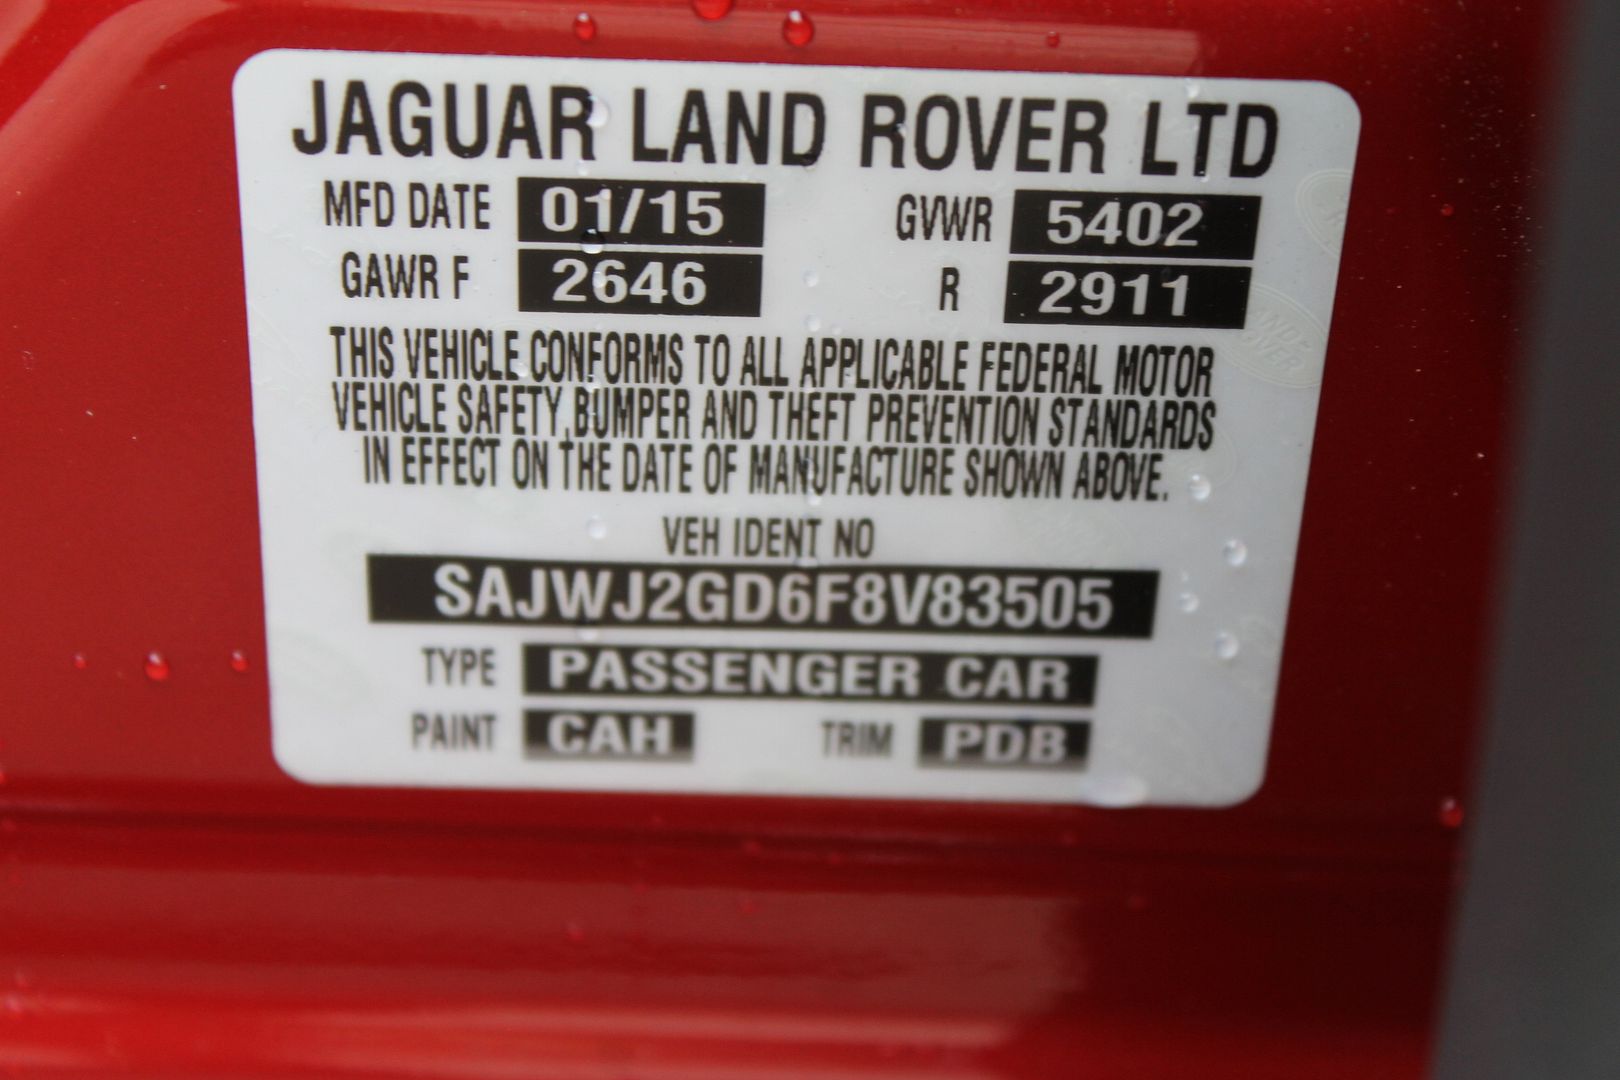 JAGUAR LAND ROVER LTD
MFD DATE 01/15 GVWR 5402
GAWR F 2646 R 2911
THIS VEHICLE CONFORMS TO ALL APPLICABLE FEDERAL MOTOR
VEHICLE SAFETY,BUMPER AND THEFT PREVENTION STANDARDS
IN EFFECT ON THE DATE OF MANUFACTURE SHOWN ABOVE.
VEH IDENT NO
SAJWJ2GD6F8V83505
TYPE PASSENGER CAR
PAINT CAH TRIM PDB
LAND-
ROVER